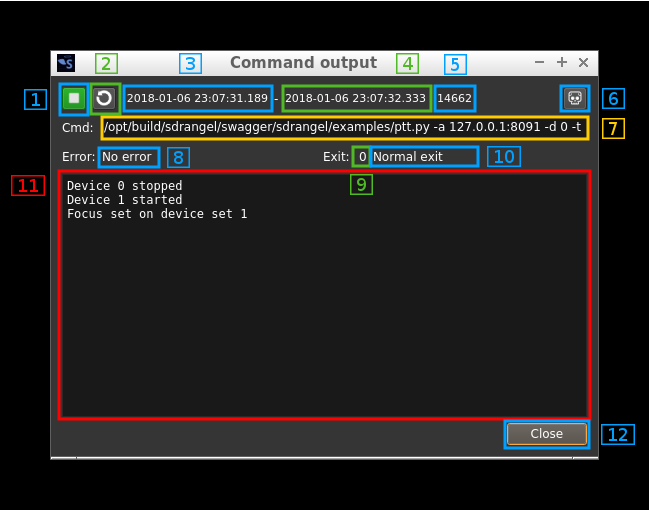 2 3 Command output 4 5
1 2018-01-06 23:07:31.189 - 2018-01-06 23:07:32.333 14662 6
Cmd: /opt/build/sdrangel/swagger/sdrangel/examples/ptt.py -a 127.0.0.1:8091 -d 0 -t 7
Error: No error 8 Exit: 0 Normal exit 10
11 9
Device 0 stopped
Device 1 started
Focus set on device set 1
Close 12